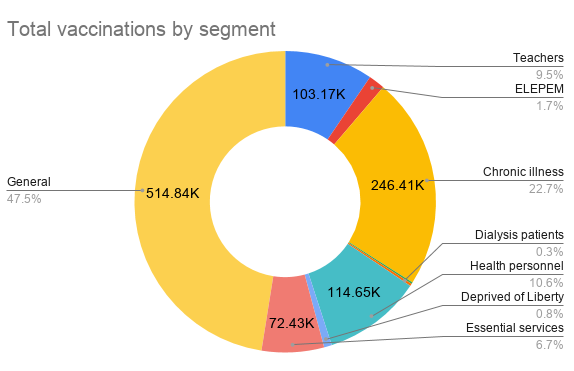 Total vaccinations by segment
Teachers
9.5%
ELEPEM
1.7%
103.17K
Chronic illness
22.7%
246.41K
General
47.5%
514.84K
Dialysis patients
0.3%
Health personnel
10.6%
114.65K
Deprived of Liberty
0.8%
Essential services
6.7%
72.43K